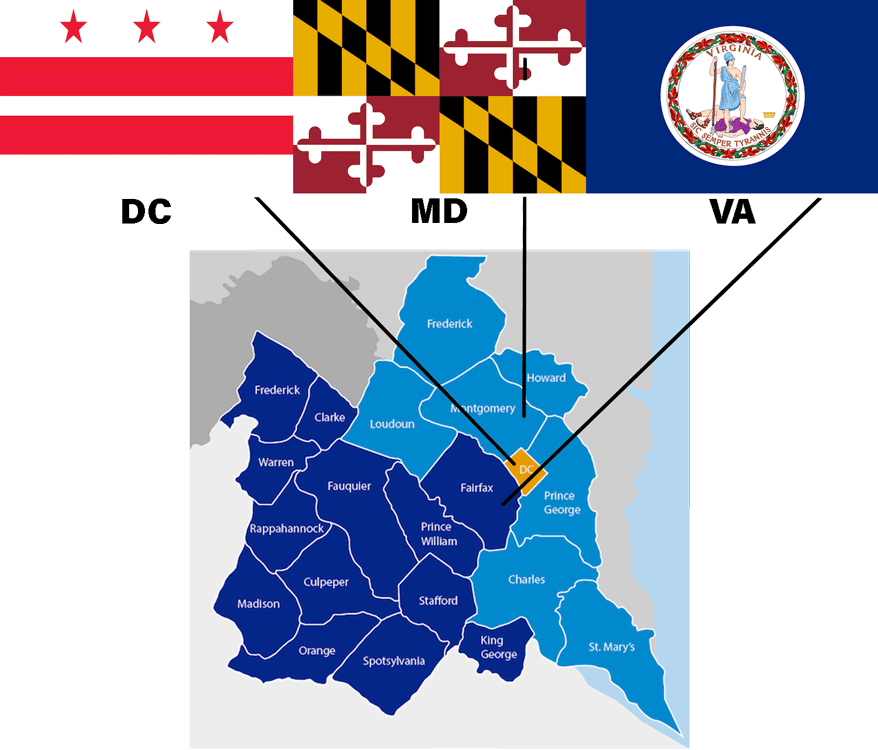 VIRGINIA
SIC SEMPER TYRANNIS
DC
MD
VA
Frederick
Howard
Frederick
Clarke
Loudoun
Montgomery
Warren
DC
Fauquier
Fairfax
Prince
George
Rappahannock
Prince
William
Culpeper
Charles
Madison
Stafford
Orange
King
George
St. Mary's
Spotsylvania